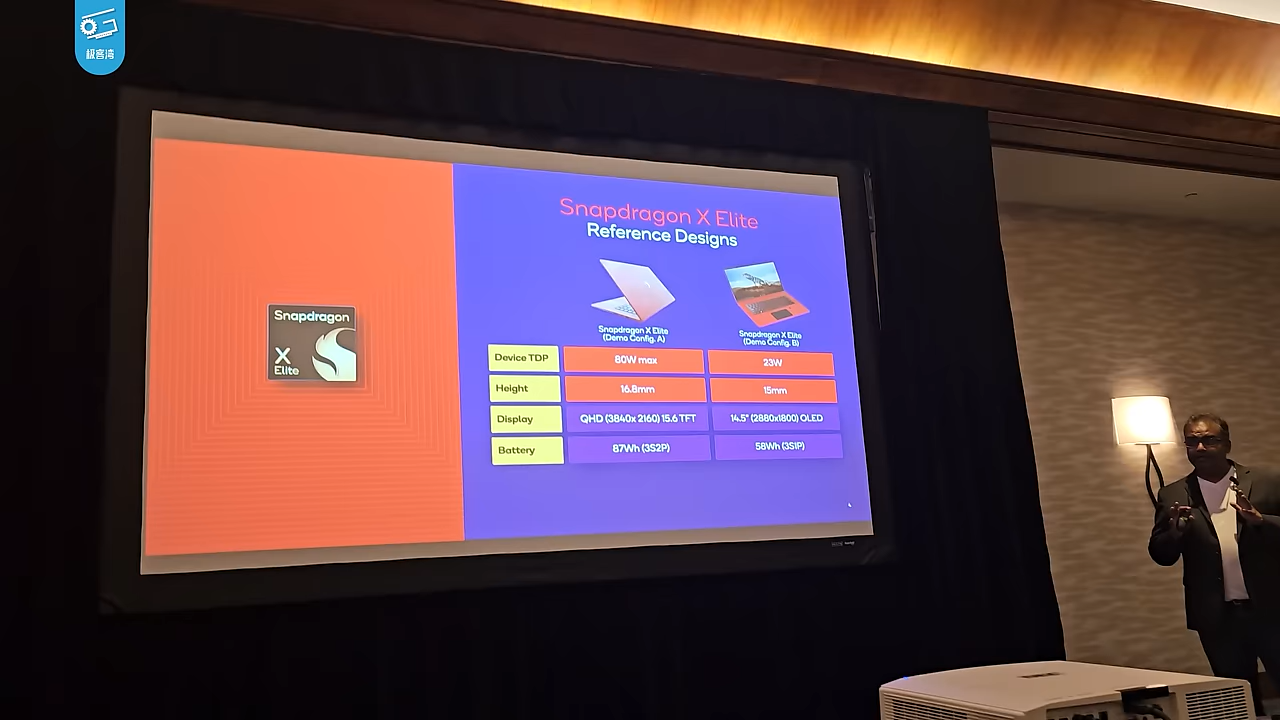 极客湾
Snapdragon X Elite
Reference Designs
Snapdragon
X
Elite
Snapdragon X Elite
(Demo Config. A)
Snapdragon X Elite
(Demo Config. B)
Device TDP
80W max
23W
Height
16.8mm
15mm
Display
QHD (3840x 2160) 15.6 TFT
14.5" (2880x1800) OLED
Battery
87Wh (3S2P)
58Wh (3S1P)